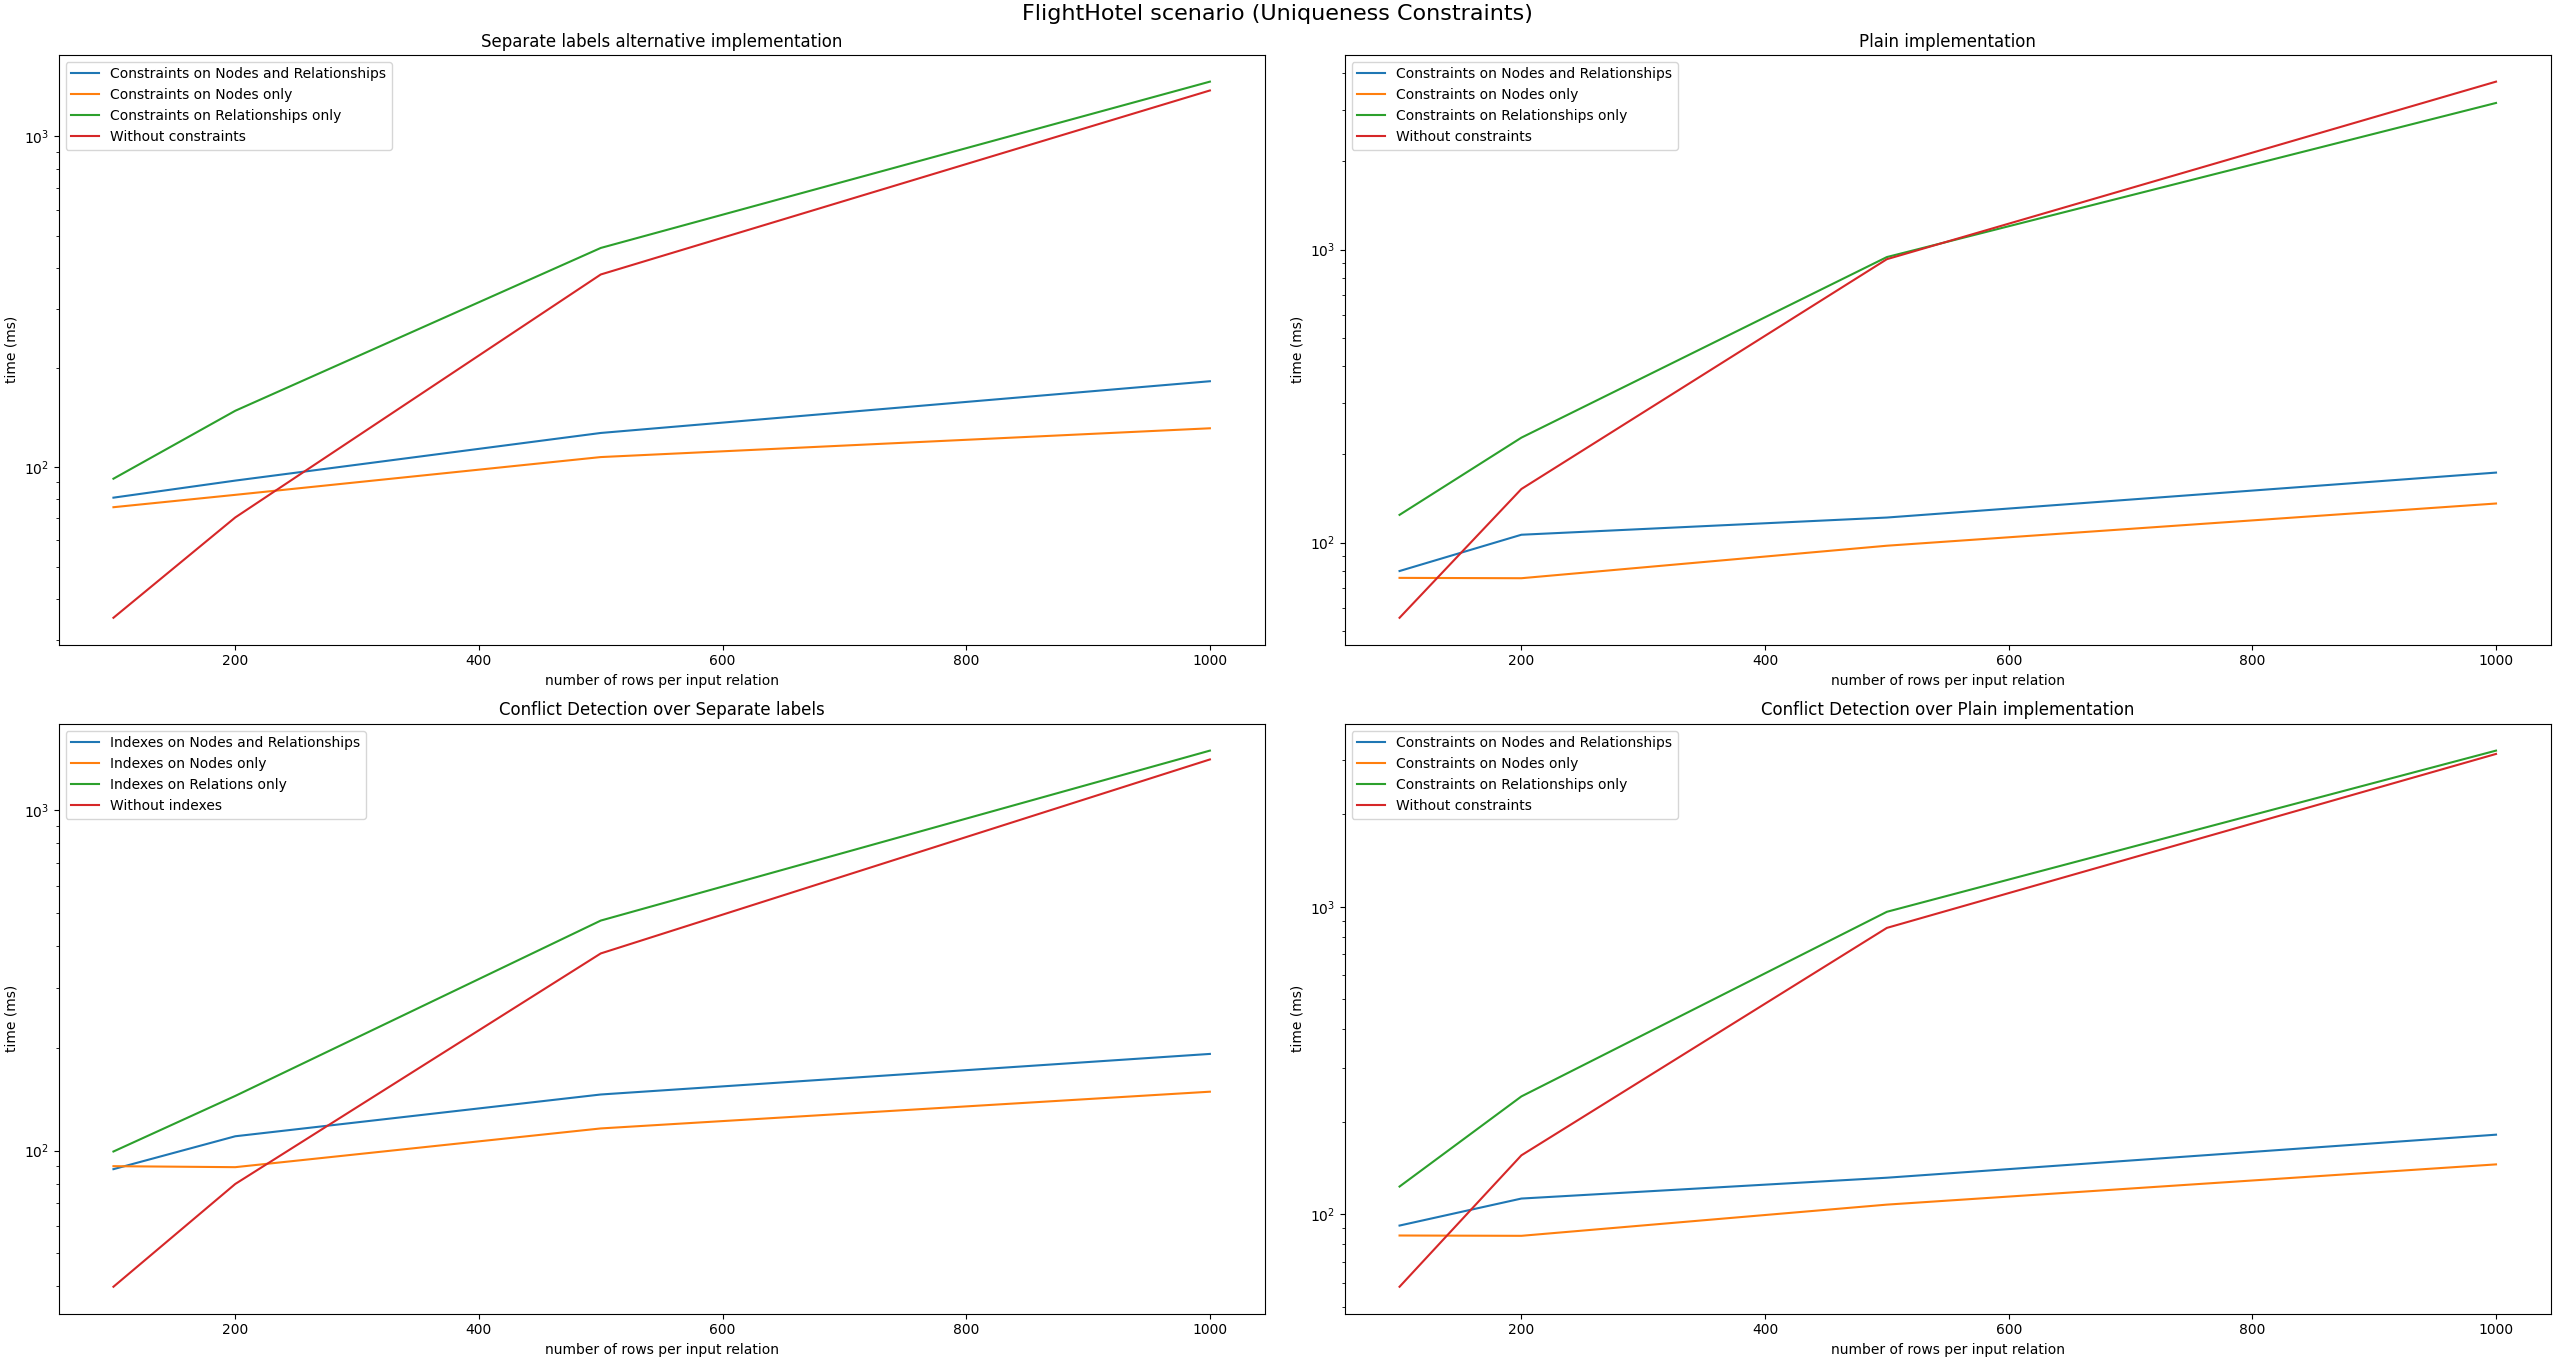 FlightHotel scenario (Uniqueness Constraints)
Separate labels alternative implementation
Constraints on Nodes and Relationships
Constraints on Nodes only
Constraints on Relationships only
Without constraints
10³
10²
time (ms)
200 400 600 800 1000
number of rows per input relation
Plain implementation
Constraints on Nodes and Relationships
Constraints on Nodes only
Constraints on Relationships only
Without constraints
10³
10²
time (ms)
200 400 600 800 1000
number of rows per input relation
Conflict Detection over Separate labels
Indexes on Nodes and Relationships
Indexes on Nodes only
Indexes on Relations only
Without indexes
10³
10²
time (ms)
200 400 600 800 1000
number of rows per input relation
Conflict Detection over Plain implementation
Constraints on Nodes and Relationships
Constraints on Nodes only
Constraints on Relationships only
Without constraints
10³
10²
time (ms)
200 400 600 800 1000
number of rows per input relation